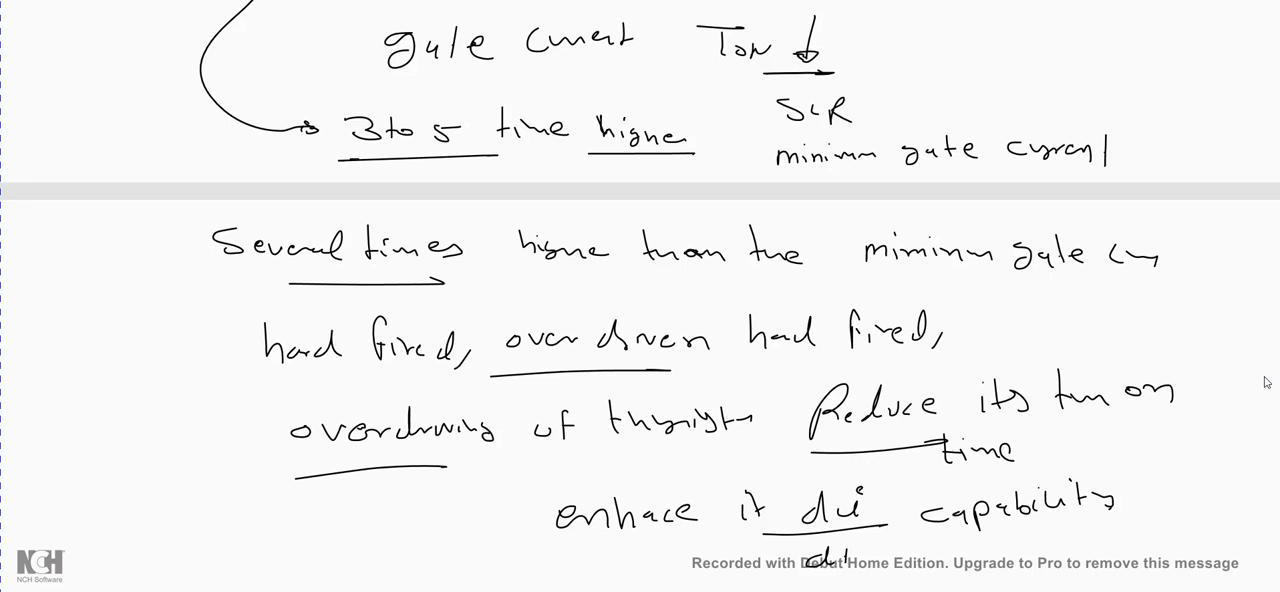 gate current Ton ↓
3 to 5 time higher
SCR
minimum gate current
Several times higher than the minimum gate
hard fired, overdriven hard fired,
overdriving of thyristor Reduce its turn on
time
enhace it di capability
dt
NCH
NCH Software
Recorded with Debut Home Edition. Upgrade to Pro to remove this message